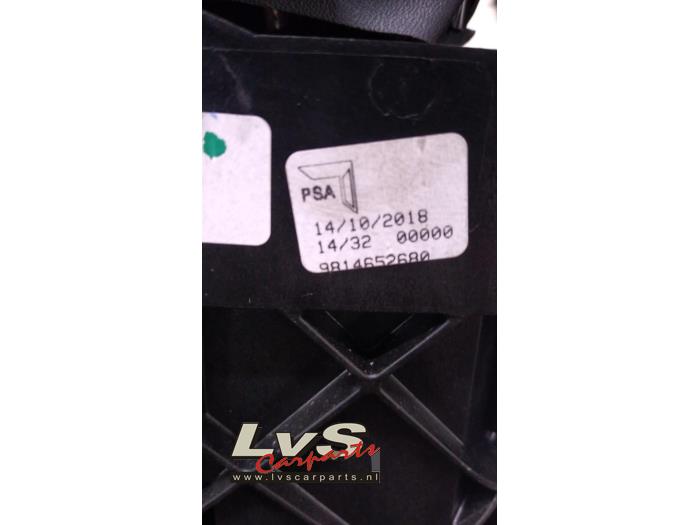 PSA
14/10/2018
14/32 00000
9814652680
LvS
Carparts
www.lvscarparts.nl